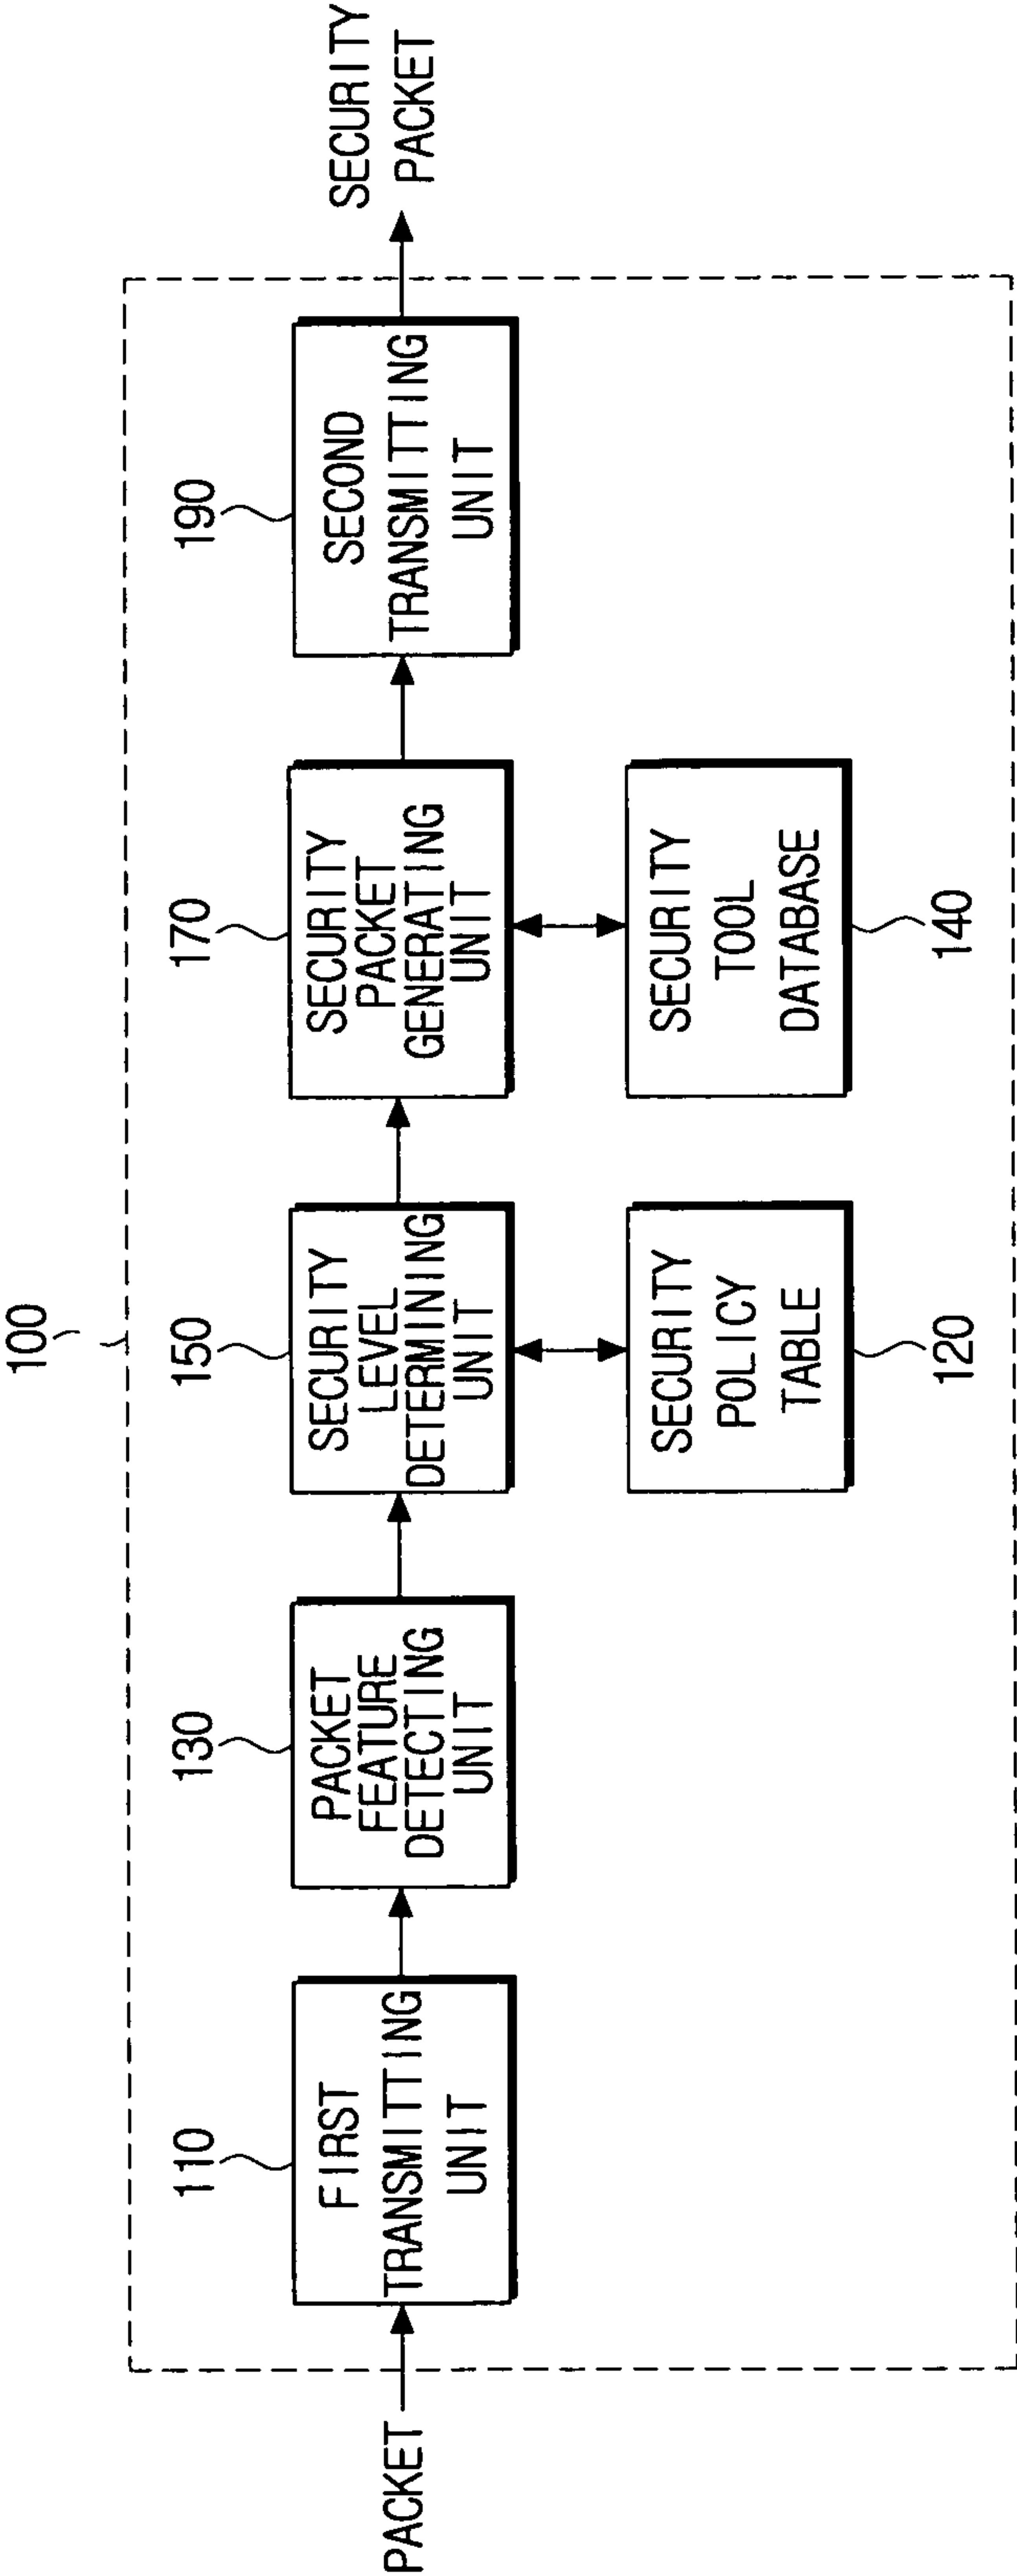 100
110
130
150
170
190
PACKET
FIRST
TRANSMITTING
UNIT
PACKET
FEATURE
DETECTING
UNIT
SECURITY
LEVEL
DETERMINING
UNIT
SECURITY
PACKET
GENERATING
UNIT
SECOND
TRANSMITTING
UNIT
SECURITY
PACKET
SECURITY
POLICY
TABLE
SECURITY
TOOL
DATABASE
120
140